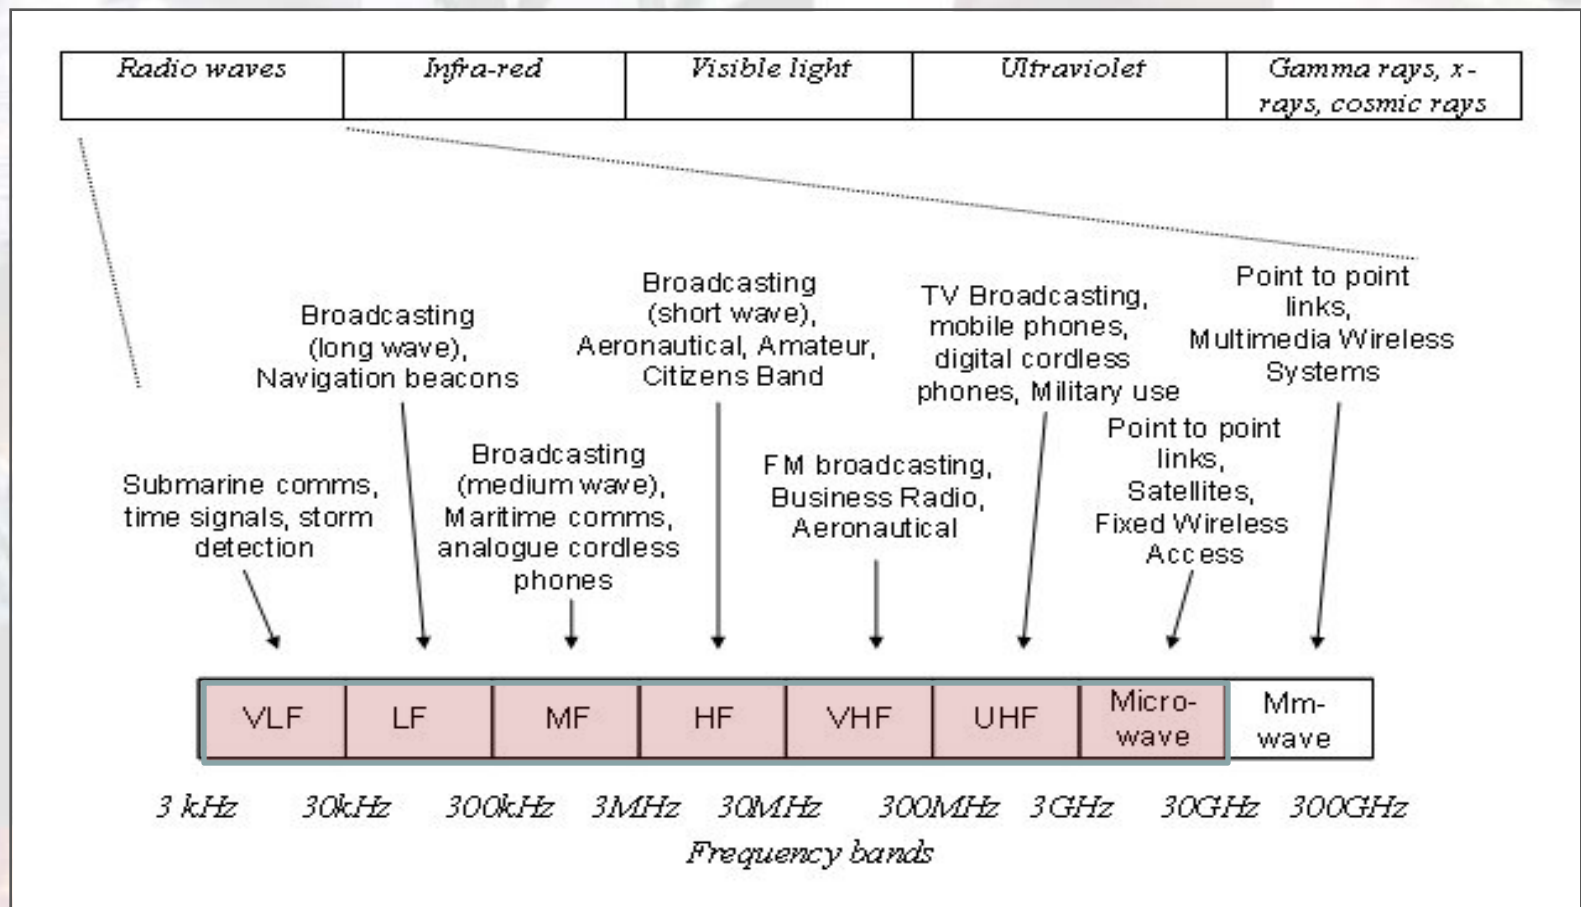 Radio waves
Infra-red
Visible light
Ultraviolet
Gamma rays, x-
rays, cosmic rays
Submarine comms,
time signals, storm
detection
Broadcasting
(long wave),
Navigation beacons
Broadcasting
(medium wave),
Maritime comms,
analogue cordless
phones
Broadcasting
(short wave),
Aeronautical, Amateur,
Citizens Band
FM broadcasting,
Business Radio,
Aeronautical
TV Broadcasting,
mobile phones,
digital cordless
phones, Military use
Point to point
links,
Satellites,
Fixed Wireless
Access
Point to point
links,
Multimedia Wireless
Systems
VLF
LF
MF
HF
VHF
UHF
Micro-
wave
Mm-
wave
3 kHz
30kHz
300kHz
3MHz
30MHz
300MHz
3GHz
30GHz
300GHz
Frequency bands